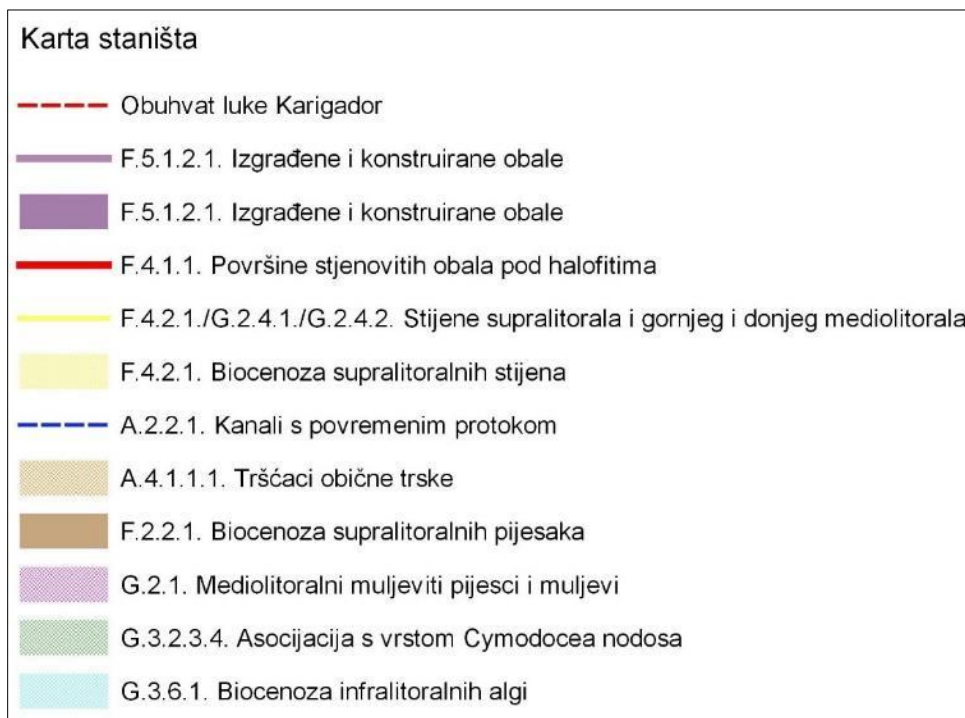 Karta staništa
Obuhvat luke Karigador
F.5.1.2.1. Izgrađene i konstruirane obale
F.5.1.2.1. Izgrađene i konstruirane obale
F.4.1.1. Površine stjenovitih obala pod halofitima
F.4.2.1./G.2.4.1./G.2.4.2. Stijene supralitorala i gornjeg i donjeg mediolitorala
F.4.2.1. Biocenoza supralitoralnih stijena
A.2.2.1. Kanali s povremenim protokom
A.4.1.1.1. Tršćaci obične trske
F.2.2.1. Biocenoza supralitoralnih pijesaka
G.2.1. Mediolitoralni muljeviti pijesci i muljevi
G.3.2.3.4. Asocijacija s vrstom Cymodocea nodosa
G.3.6.1. Biocenoza infralitoralnih algi